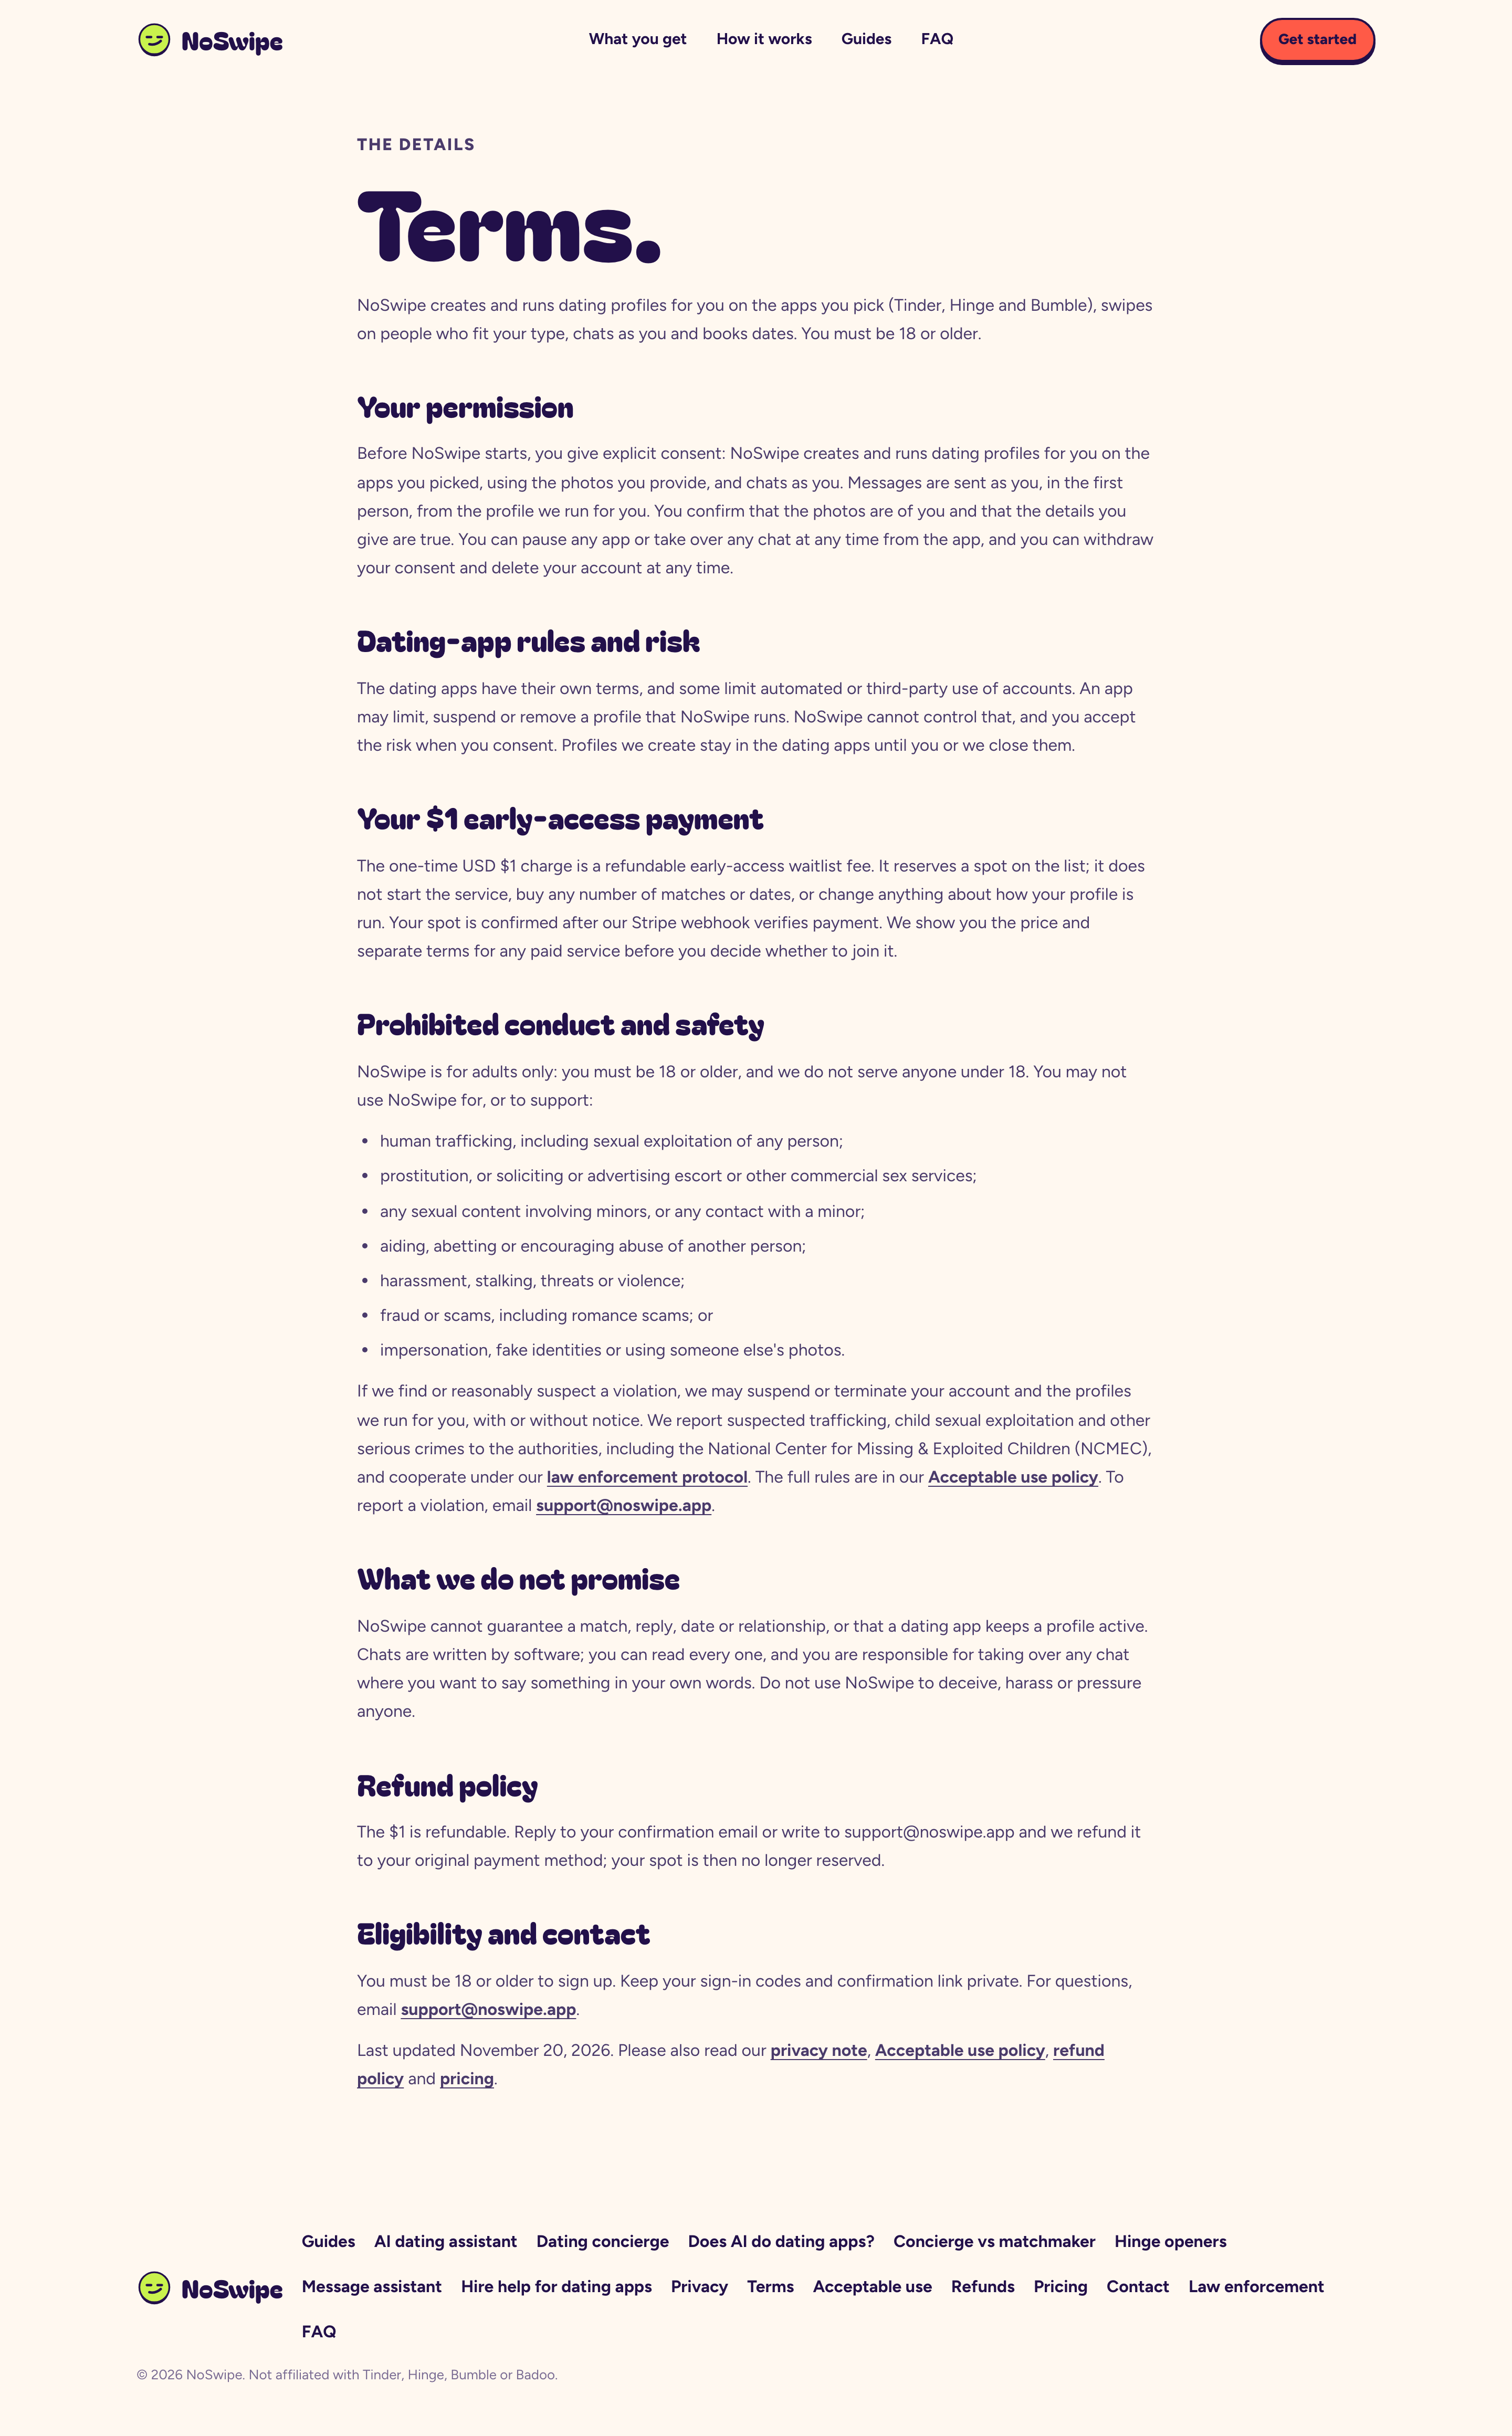 NoSwipe
What you get
How it works
Guides
FAQ
Get started
THE DETAILS
Terms.
NoSwipe creates and runs dating profiles for you on the apps you pick (Tinder, Hinge and Bumble), swipes
on people who fit your type, chats as you and books dates. You must be 18 or older.
Your permission
Before NoSwipe starts, you give explicit consent: NoSwipe creates and runs dating profiles for you on the
apps you picked, using the photos you provide, and chats as you. Messages are sent as you, in the first
person, from the profile we run for you. You confirm that the photos are of you and that the details you
give are true. You can pause any app or take over any chat at any time from the app, and you can withdraw
your consent and delete your account at any time.
Dating-app rules and risk
The dating apps have their own terms, and some limit automated or third-party use of accounts. An app
may limit, suspend or remove a profile that NoSwipe runs. NoSwipe cannot control that, and you accept
the risk when you consent. Profiles we create stay in the dating apps until you or we close them.
Your $1 early-access payment
The one-time USD $1 charge is a refundable early-access waitlist fee. It reserves a spot on the list; it does
not start the service, buy any number of matches or dates, or change anything about how your profile is
run. Your spot is confirmed after our Stripe webhook verifies payment. We show you the price and
separate terms for any paid service before you decide whether to join it.
Prohibited conduct and safety
NoSwipe is for adults only: you must be 18 or older, and we do not serve anyone under 18. You may not
use NoSwipe for, or to support:
• human trafficking, including sexual exploitation of any person;
• prostitution, or soliciting or advertising escort or other commercial sex services;
• any sexual content involving minors, or any contact with a minor;
• aiding, abetting or encouraging abuse of another person;
• harassment, stalking, threats or violence;
• fraud or scams, including romance scams; or
• impersonation, fake identities or using someone else's photos.
If we find or reasonably suspect a violation, we may suspend or terminate your account and the profiles
we run for you, with or without notice. We report suspected trafficking, child sexual exploitation and other
serious crimes to the authorities, including the National Center for Missing & Exploited Children (NCMEC),
and cooperate under our law enforcement protocol. The full rules are in our Acceptable use policy. To
report a violation, email support@noswipe.app.
What we do not promise
NoSwipe cannot guarantee a match, reply, date or relationship, or that a dating app keeps a profile active.
Chats are written by software; you can read every one, and you are responsible for taking over any chat
where you want to say something in your own words. Do not use NoSwipe to deceive, harass or pressure
anyone.
Refund policy
The $1 is refundable. Reply to your confirmation email or write to support@noswipe.app and we refund it
to your original payment method; your spot is then no longer reserved.
Eligibility and contact
You must be 18 or older to sign up. Keep your sign-in codes and confirmation link private. For questions,
email support@noswipe.app.
Last updated November 20, 2026. Please also read our privacy note, Acceptable use policy, refund
policy and pricing.
NoSwipe
Guides AI dating assistant Dating concierge Does AI do dating apps? Concierge vs matchmaker Hinge openers
Message assistant Hire help for dating apps Privacy Terms Acceptable use Refunds Pricing Contact Law enforcement
FAQ
© 2026 NoSwipe. Not affiliated with Tinder, Hinge, Bumble or Badoo.